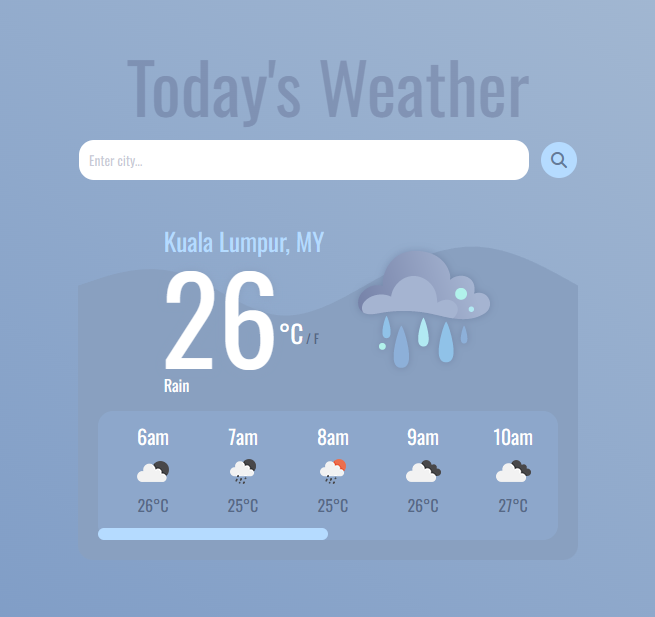 Today's Weather
Enter city...
Kuala Lumpur, MY
26 °C / F
Rain
6am 7am 8am 9am 10am
26°C 25°C 25°C 26°C 27°C